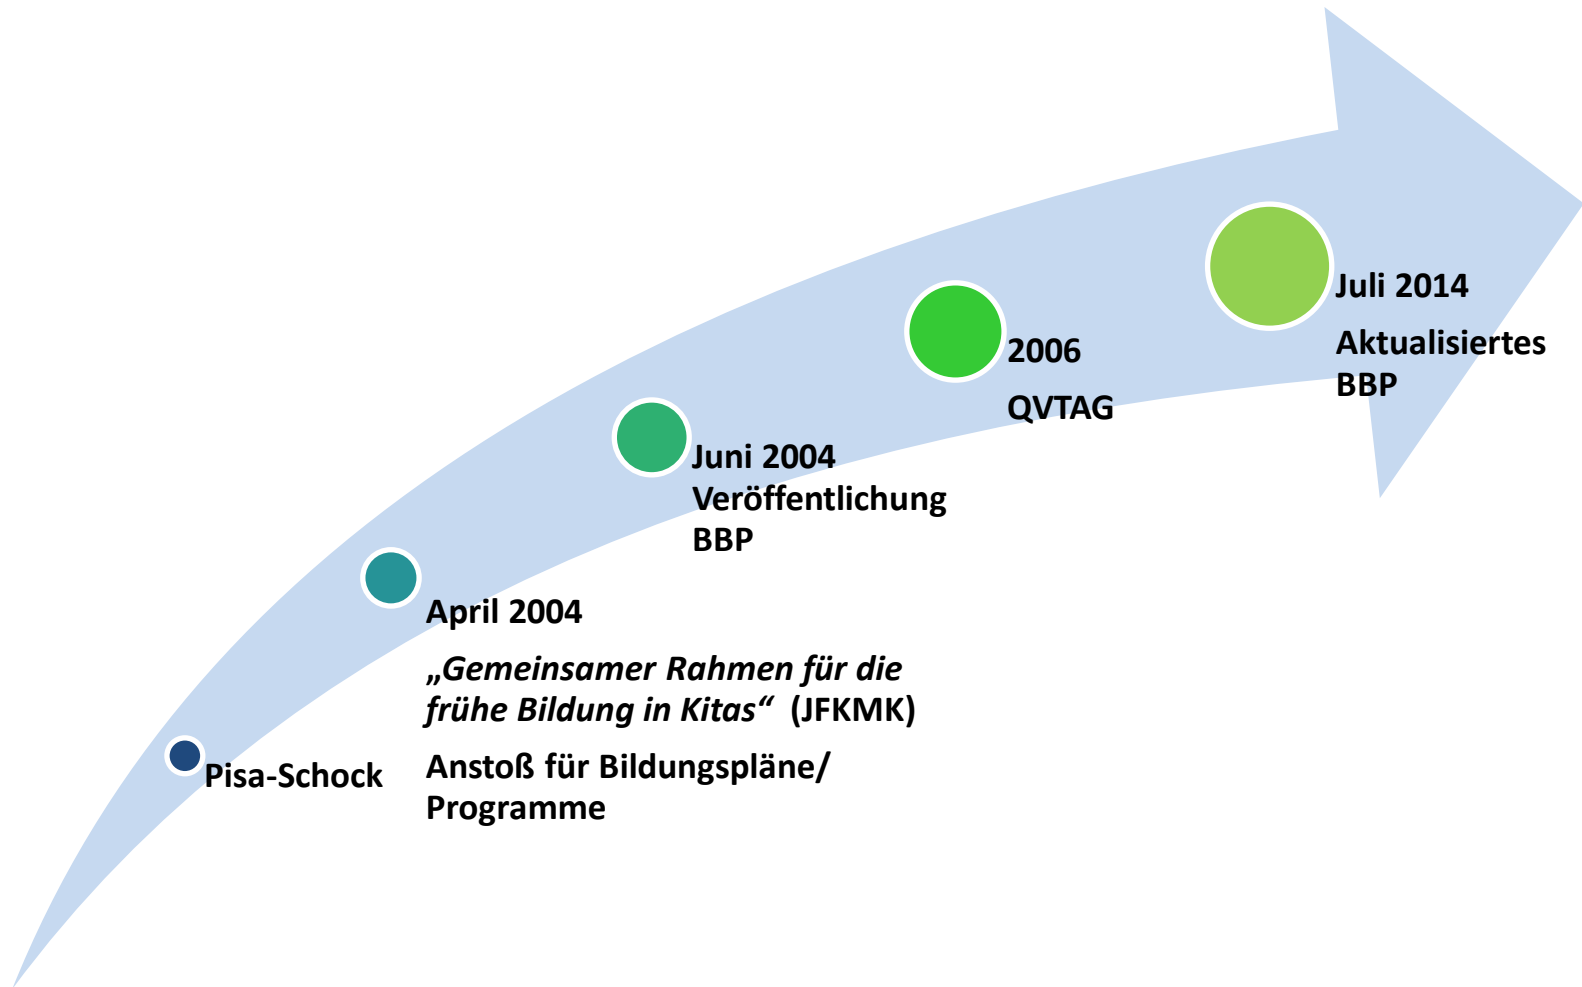 Pisa-Schock
April 2004
„Gemeinsamer Rahmen für die
frühe Bildung in Kitas“ (JFKMK)
Anstoß für Bildungspläne/
Programme
Juni 2004
Veröffentlichung
BBP
2006
QVTAG
Juli 2014
Aktualisiertes
BBP